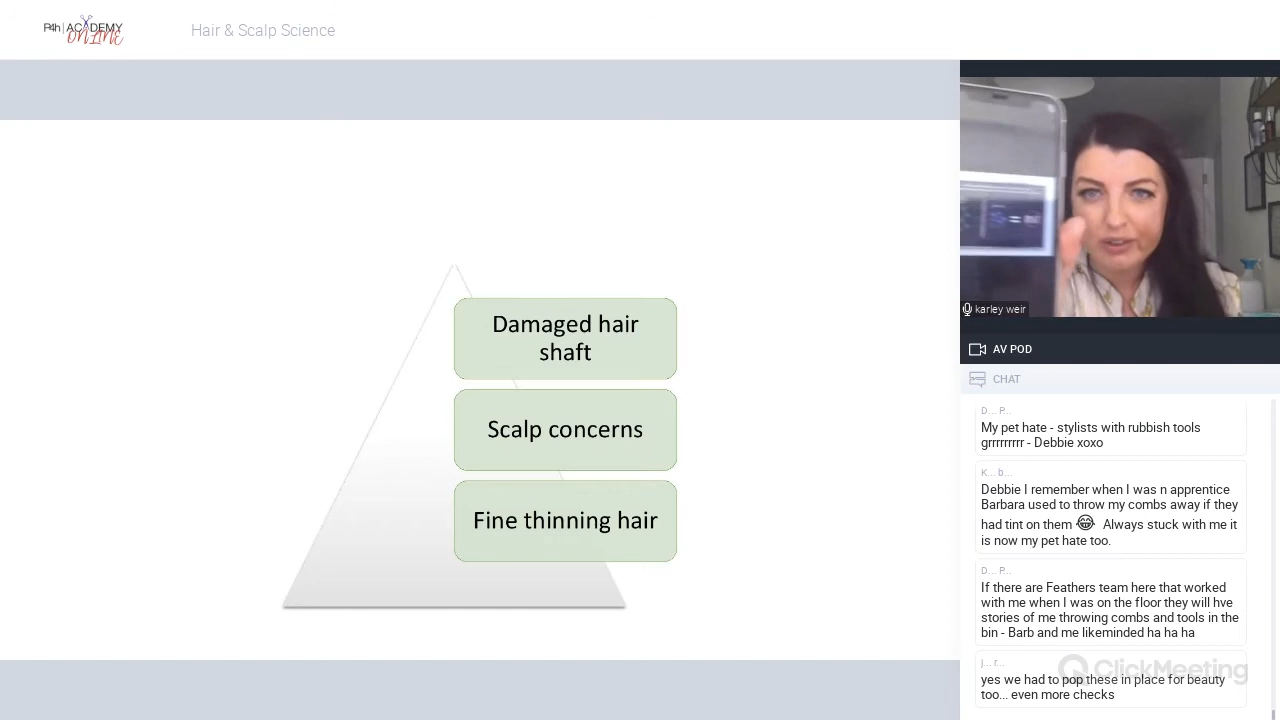 P4h | ACADEMY
ONLINE
Hair & Scalp Science
Damaged hair
shaft
Scalp concerns
Fine thinning hair
karley weir
AV POD
CHAT
D... P...
My pet hate - stylists with rubbish tools
grrrrrrrrr - Debbie xoxo
K... b...
Debbie I remember when I was n apprentice
Barbara used to throw my combs away if they
had tint on them 😂 Always stuck with me it
is now my pet hate too.
D... P...
If there are Feathers team here that worked
with me when I was on the floor they will hve
stories of me throwing combs and tools in the
bin - Barb and me likeminded ha ha ha
j... r...
yes we had to pop these in place for beauty
too... even more checks
ClickMeeting